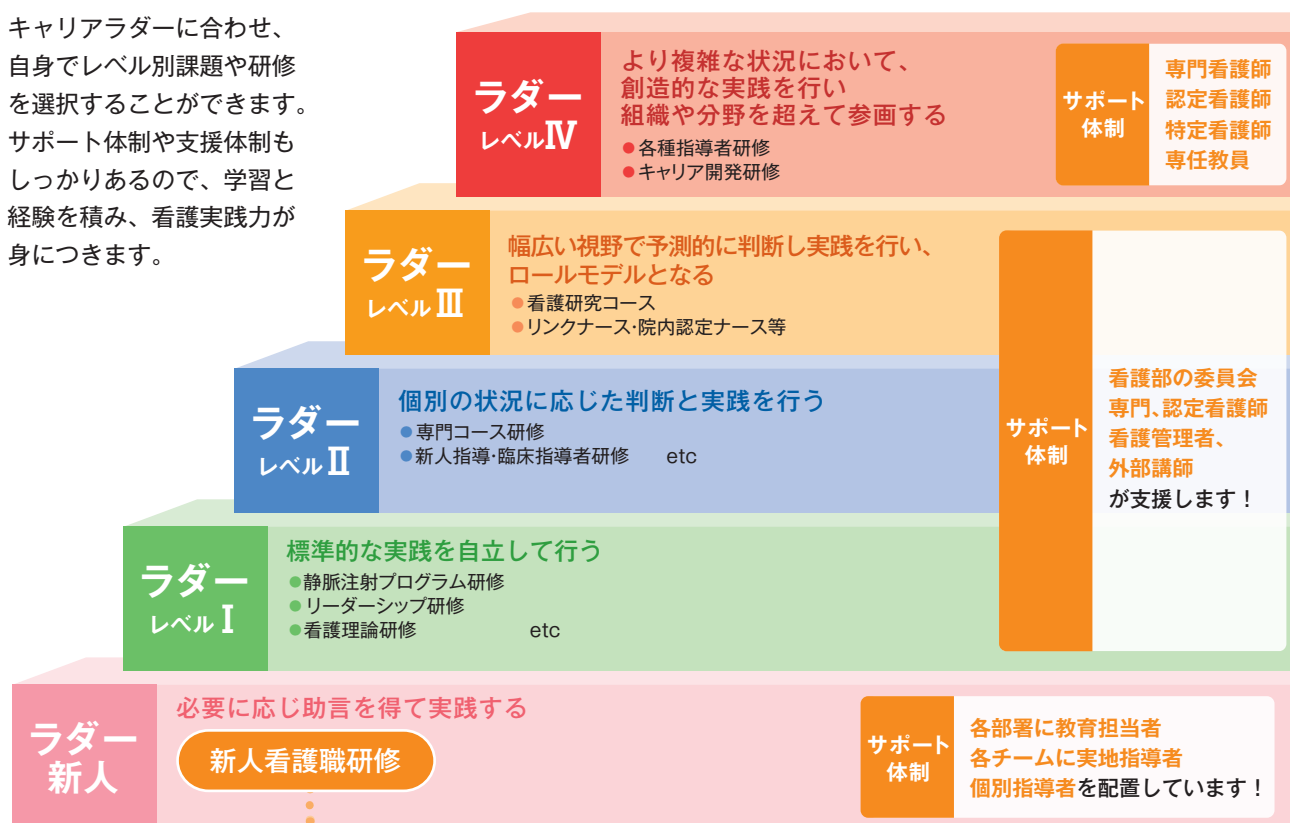 キャリアラダーに合わせ、
自身でレベル別課題や研修
を選択することができます。
サポート体制や支援体制も
しっかりあるので、学習と
経験を積み、看護実践力が
身につきます。
ラダー
レベルⅣ
より複雑な状況において、
創造的な実践を行い
組織や分野を超えて参画する
●各種指導者研修
●キャリア開発研修
サポート
体制
専門看護師
認定看護師
特定看護師
専任教員
ラダー
レベルⅢ
幅広い視野で予測的に判断し実践を行い、
ロールモデルとなる
●看護研究コース
●リンクナース・院内認定ナース等
ラダー
レベルⅡ
個別の状況に応じた判断と実践を行う
●専門コース研修
●新人指導・臨床指導者研修 etc
サポート
体制
看護部の委員会
専門、認定看護師
看護管理者、
外部講師
が支援します！
ラダー
レベルⅠ
標準的な実践を自立して行う
●静脈注射プログラム研修
●リーダーシップ研修
●看護理論研修 etc
ラダー
新人
必要に応じ助言を得て実践する
新人看護職研修
サポート
体制
各部署に教育担当者
各チームに実地指導者
個別指導者を配置しています！